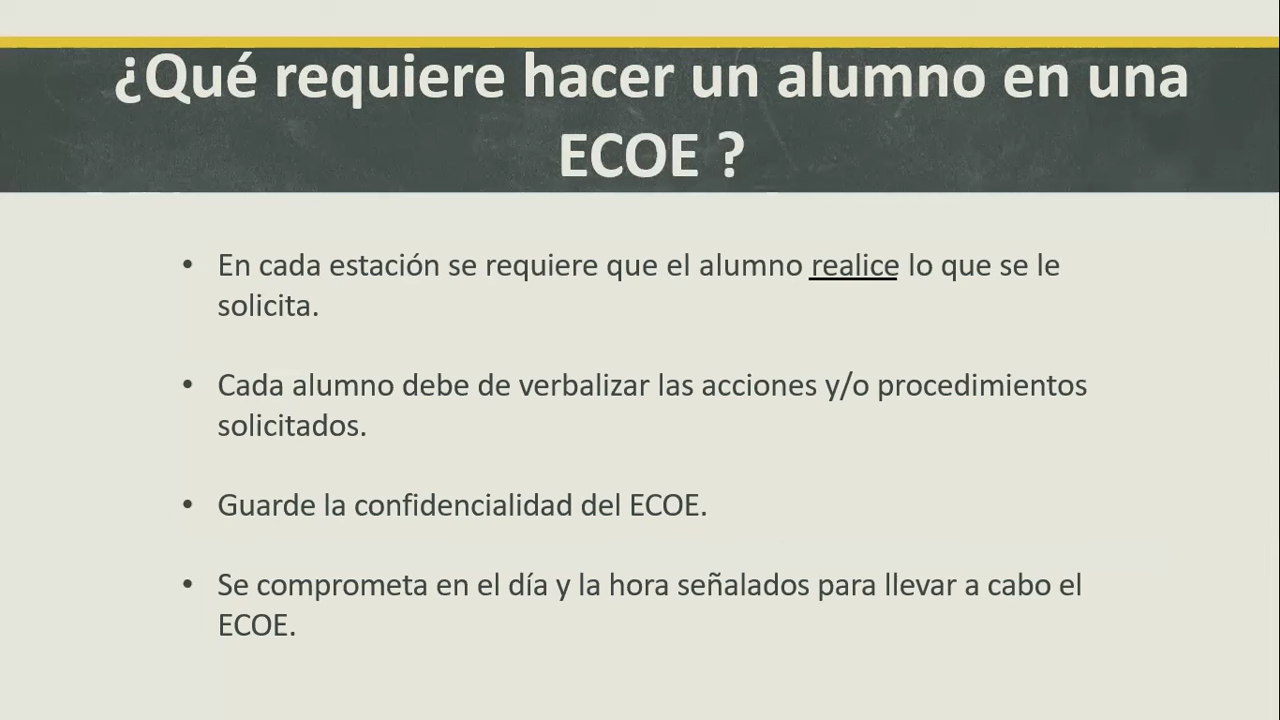 ¿Qué requiere hacer un alumno en una
ECOE ?
• En cada estación se requiere que el alumno realice lo que se le
solicita.
• Cada alumno debe de verbalizar las acciones y/o procedimientos
solicitados.
• Guarde la confidencialidad del ECOE.
• Se comprometa en el día y la hora señalados para llevar a cabo el
ECOE.